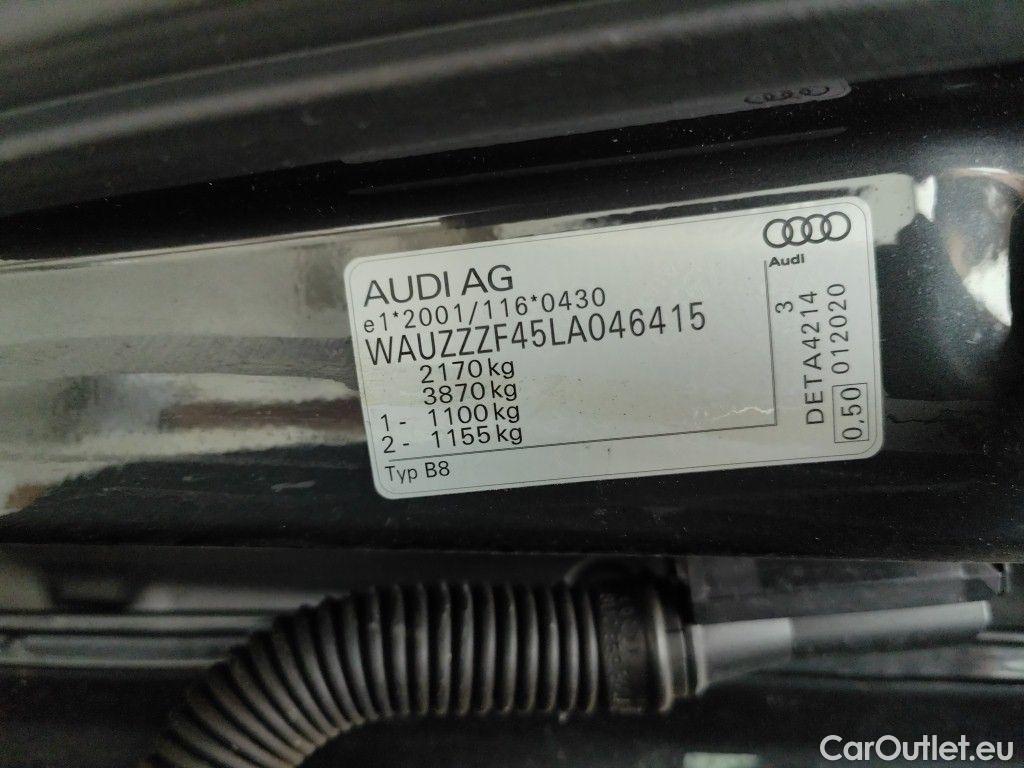 AUDI AG
e1*2001/116*0430
WAUZZZF45LA046415
2170 kg
3870 kg
1 - 1100 kg
2 - 1155 kg
Typ B8
Audi
3
DETA4214
0,50 012020
CarOutlet.eu